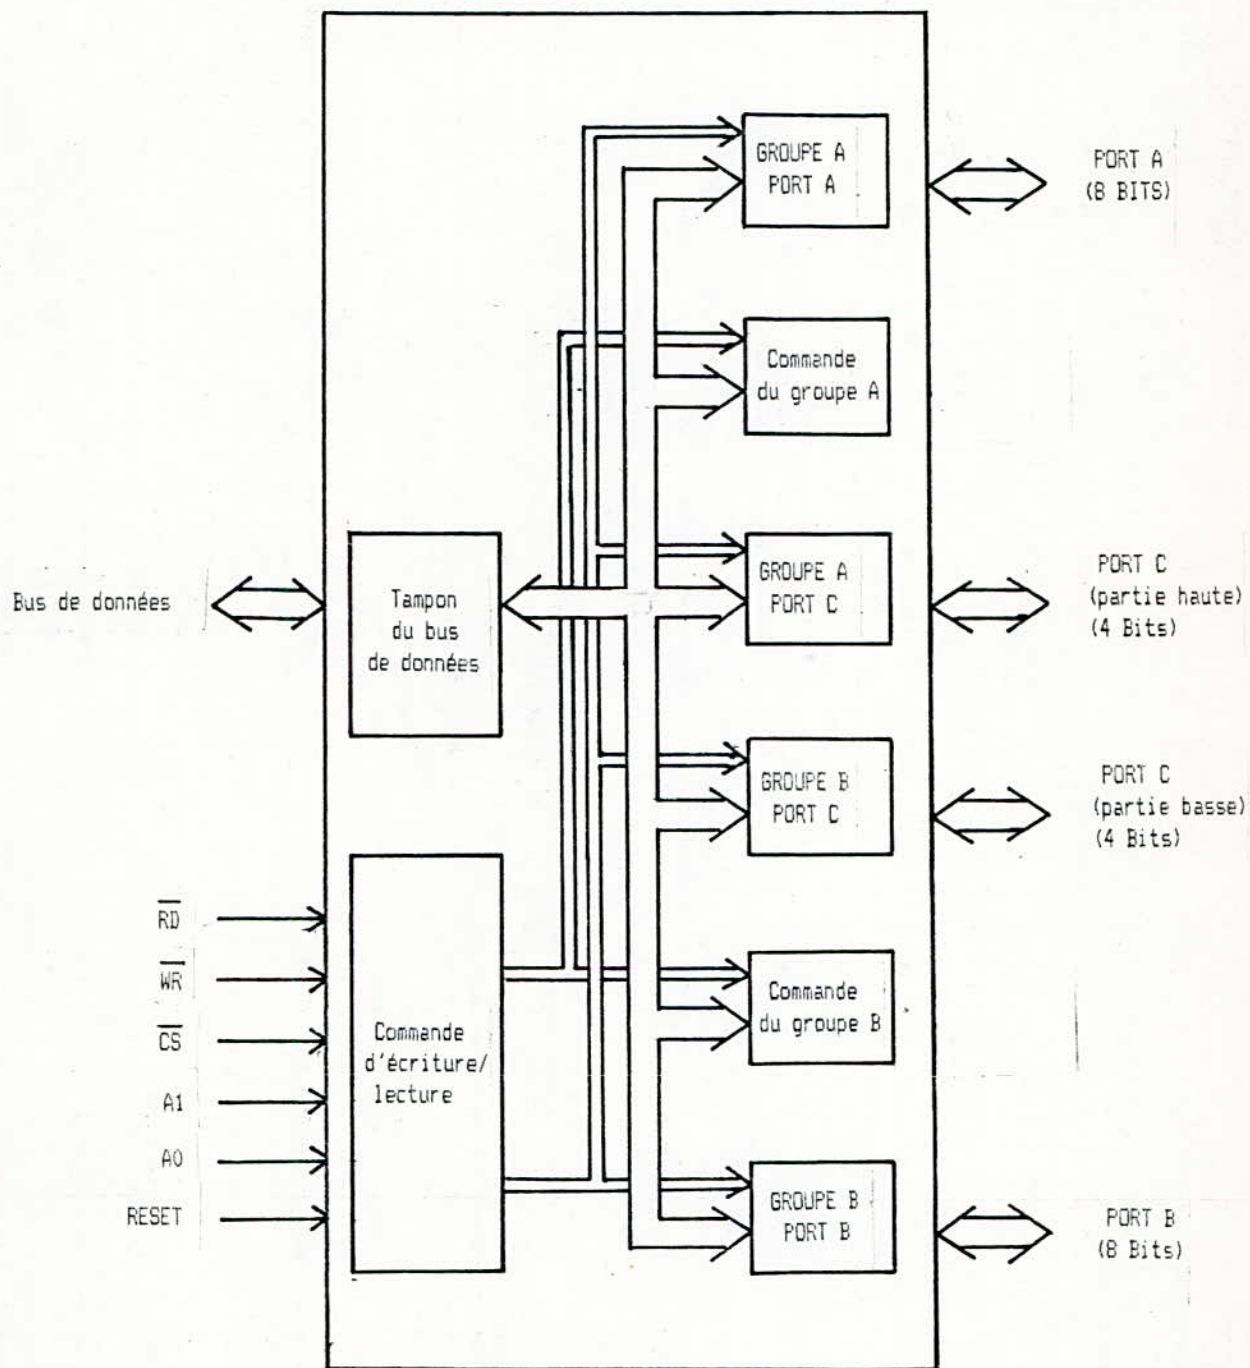 GROUPE A
PORT A
PORT A
(8 BITS)
Commande
du groupe A
Bus de données
Tampon
du bus
de données
GROUPE A
PORT C
PORT C
(partie haute)
(4 Bits)
GROUPE B
PORT C
PORT C
(partie basse)
(4 Bits)
RD
WR
CS
A1
A0
RESET
Commande
d'écriture/
lecture
Commande
du groupe B
GROUPE B
PORT B
PORT B
(8 Bits)